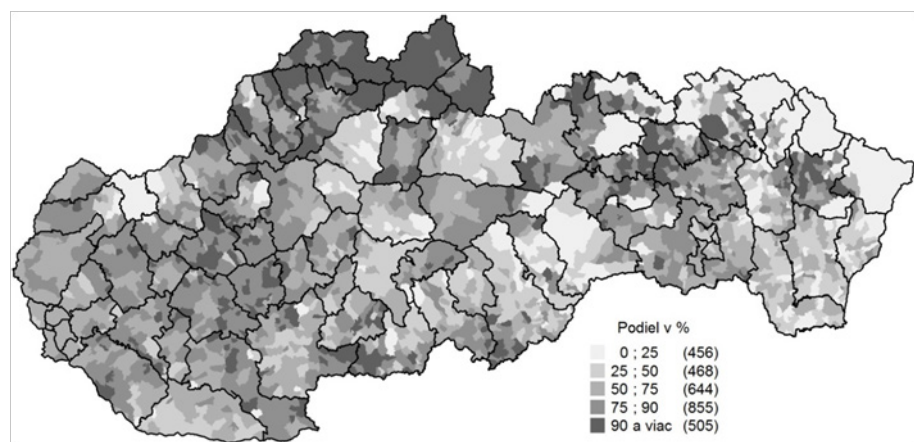 Podiel v %
0 ; 25 (456)
25 ; 50 (468)
50 ; 75 (644)
75 ; 90 (855)
90 a viac (505)